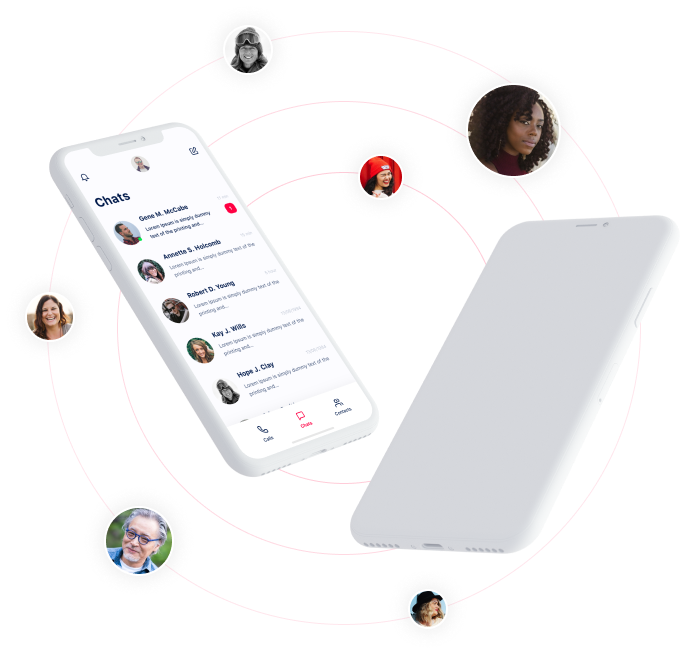 Chats
Gene M. McCabe
Lorem Ipsum is simply dummy
text of the printing and...
1
Annette S. Holcomb
Lorem Ipsum is simply dummy text of the
printing and...
Robert D. Young
Lorem Ipsum is simply dummy text of the
printing and...
Kay J. Wills
Lorem Ipsum is simply dummy text of the
printing and...
Hope J. Clay
Lorem Ipsum is simply dummy text of the
printing and...
Calls
Chats
Contacts